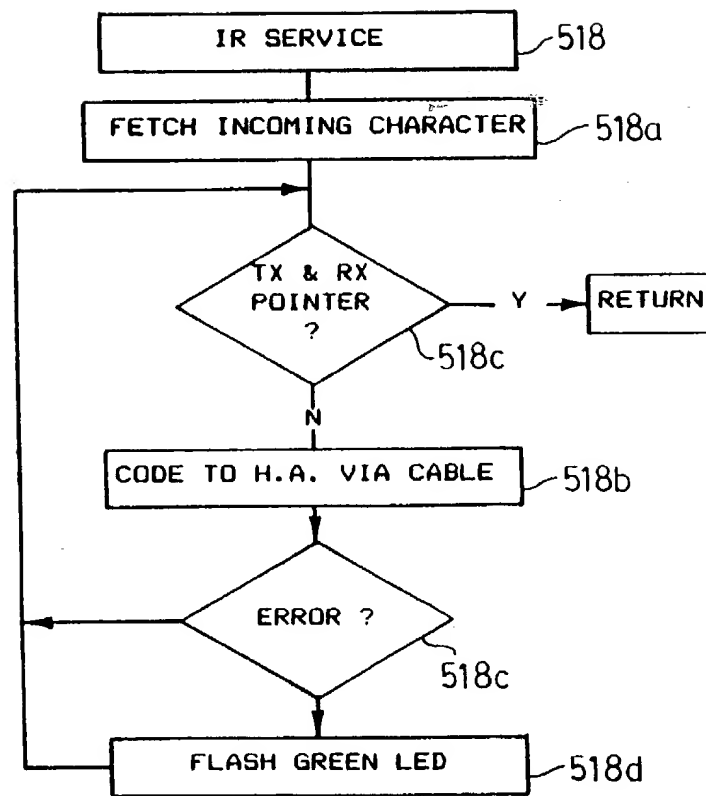 IR SERVICE
518
FETCH INCOMING CHARACTER
518a
TX & RX
POINTER
?
Y
RETURN
518c
N
CODE TO H.A. VIA CABLE
518b
ERROR ?
518c
FLASH GREEN LED
518d